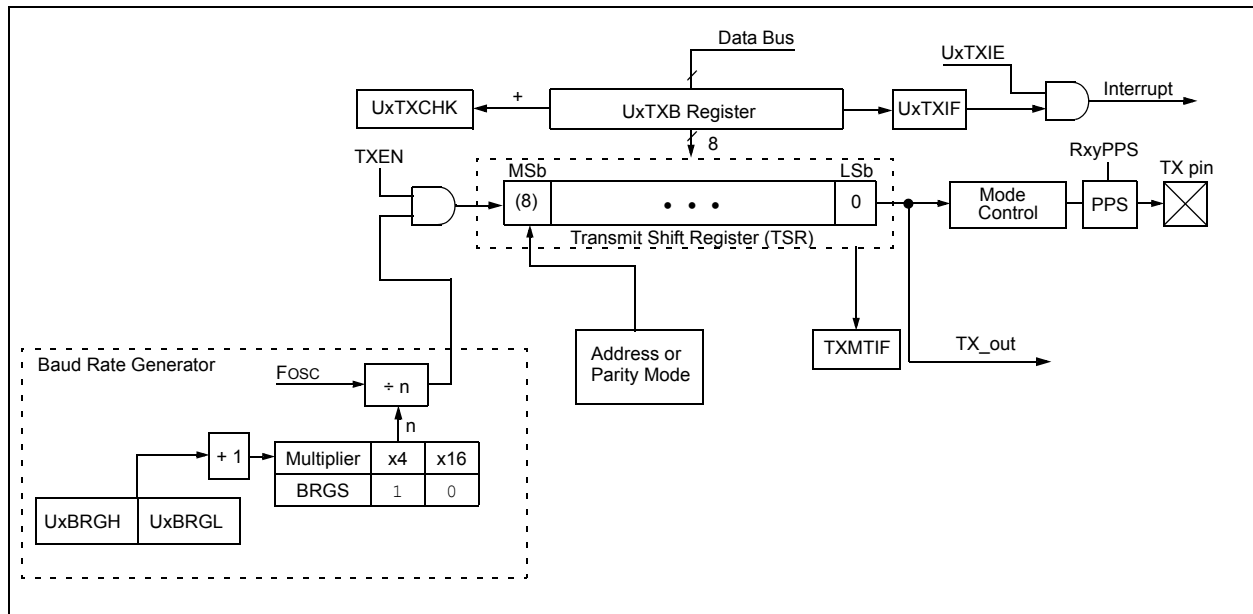 Data Bus
UxTXIE
Interrupt
UxTXCHK
+
UxTXB Register
UxTXIF
8
TXEN
RxyPPS
TX pin
MSb
LSb
(8)
• • •
0
Mode
Control
PPS
Transmit Shift Register (TSR)
TXMTIF
TX_out
Address or
Parity Mode
Baud Rate Generator
FOSC
÷ n
n
+ 1
Multiplier x4 x16
BRGS 1 0
UxBRGH UxBRGL